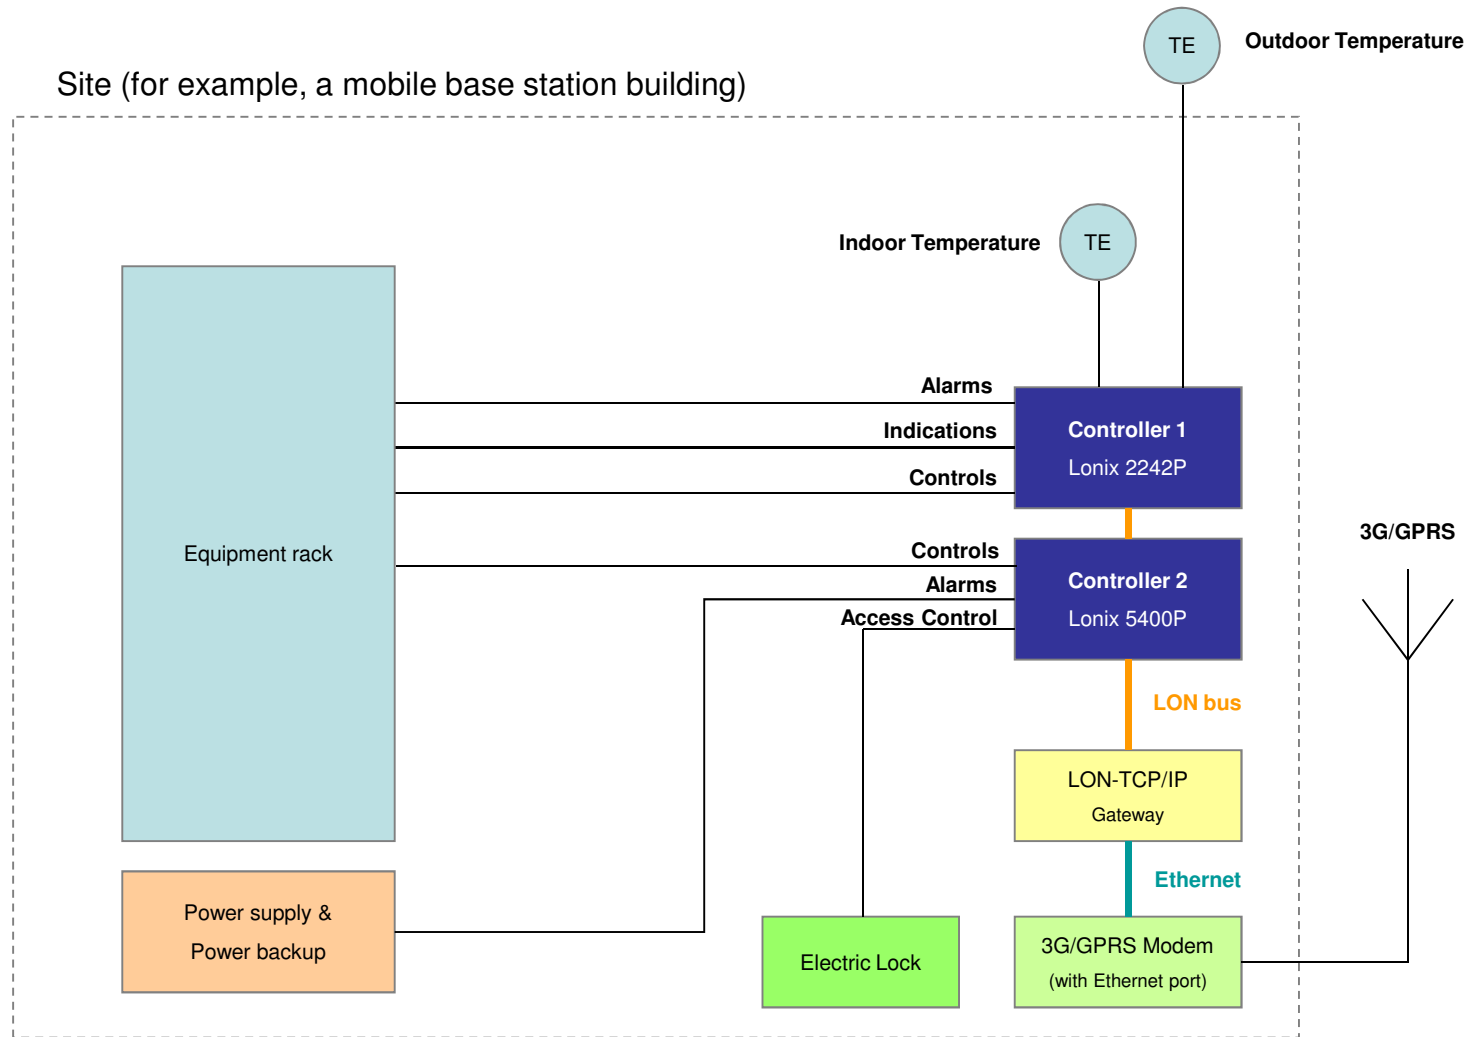 TE
Outdoor Temperature
Site (for example, a mobile base station building)
Indoor Temperature
TE
Alarms
Indications
Controls
Controller 1
Lonix 2242P
Equipment rack
Controls
Alarms
Access Control
Controller 2
Lonix 5400P
3G/GPRS
LON bus
LON-TCP/IP
Gateway
Ethernet
Power supply &
Power backup
Electric Lock
3G/GPRS Modem
(with Ethernet port)